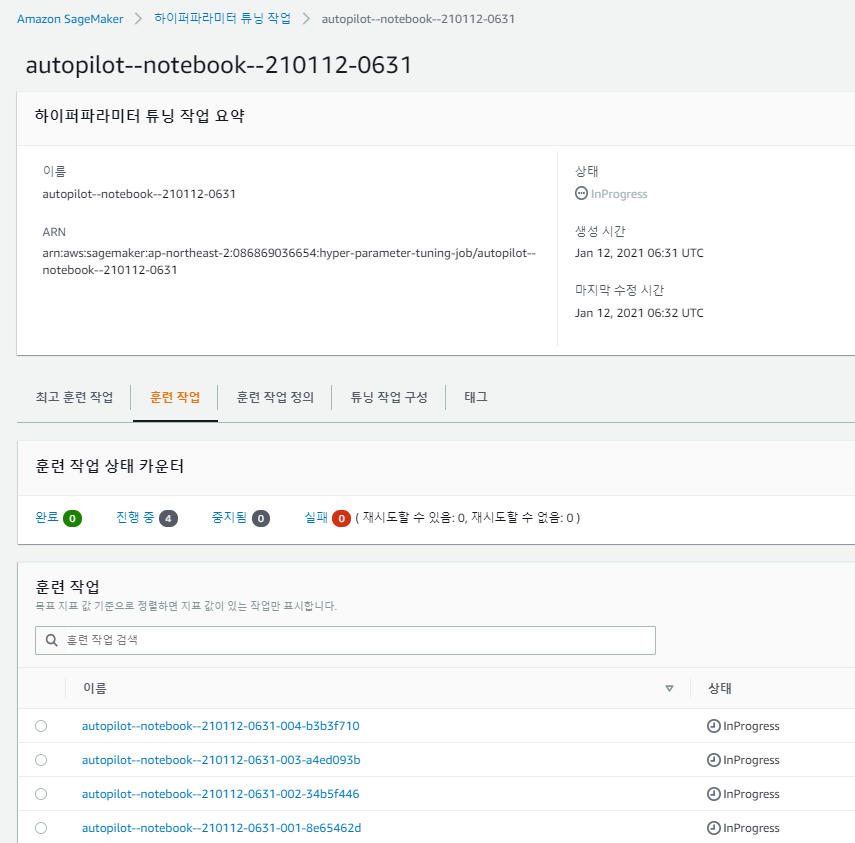 Amazon SageMaker > 하이퍼파라미터 튜닝 작업 > autopilot--notebook--210112-0631
autopilot--notebook--210112-0631
하이퍼파라미터 튜닝 작업 요약
이름
autopilot--notebook--210112-0631
ARN
arn:aws:sagemaker:ap-northeast-2:086869036654:hyper-parameter-tuning-job/autopilot--
notebook--210112-0631
상태
InProgress
생성 시간
Jan 12, 2021 06:31 UTC
마지막 수정 시간
Jan 12, 2021 06:32 UTC
최고 훈련 작업 훈련 작업 훈련 작업 정의 튜닝 작업 구성 태그
훈련 작업 상태 카운터
완료 0 진행 중 4 중지됨 0 실패 0 ( 재시도할 수 있음: 0, 재시도할 수 없음: 0 )
훈련 작업
목표 지표 값 기준으로 정렬하면 지표 값이 있는 작업만 표시합니다.
훈련 작업 검색
이름 상태
autopilot--notebook--210112-0631-004-b3b3f710 InProgress
autopilot--notebook--210112-0631-003-a4ed093b InProgress
autopilot--notebook--210112-0631-002-34b5f446 InProgress
autopilot--notebook--210112-0631-001-8e65462d InProgress